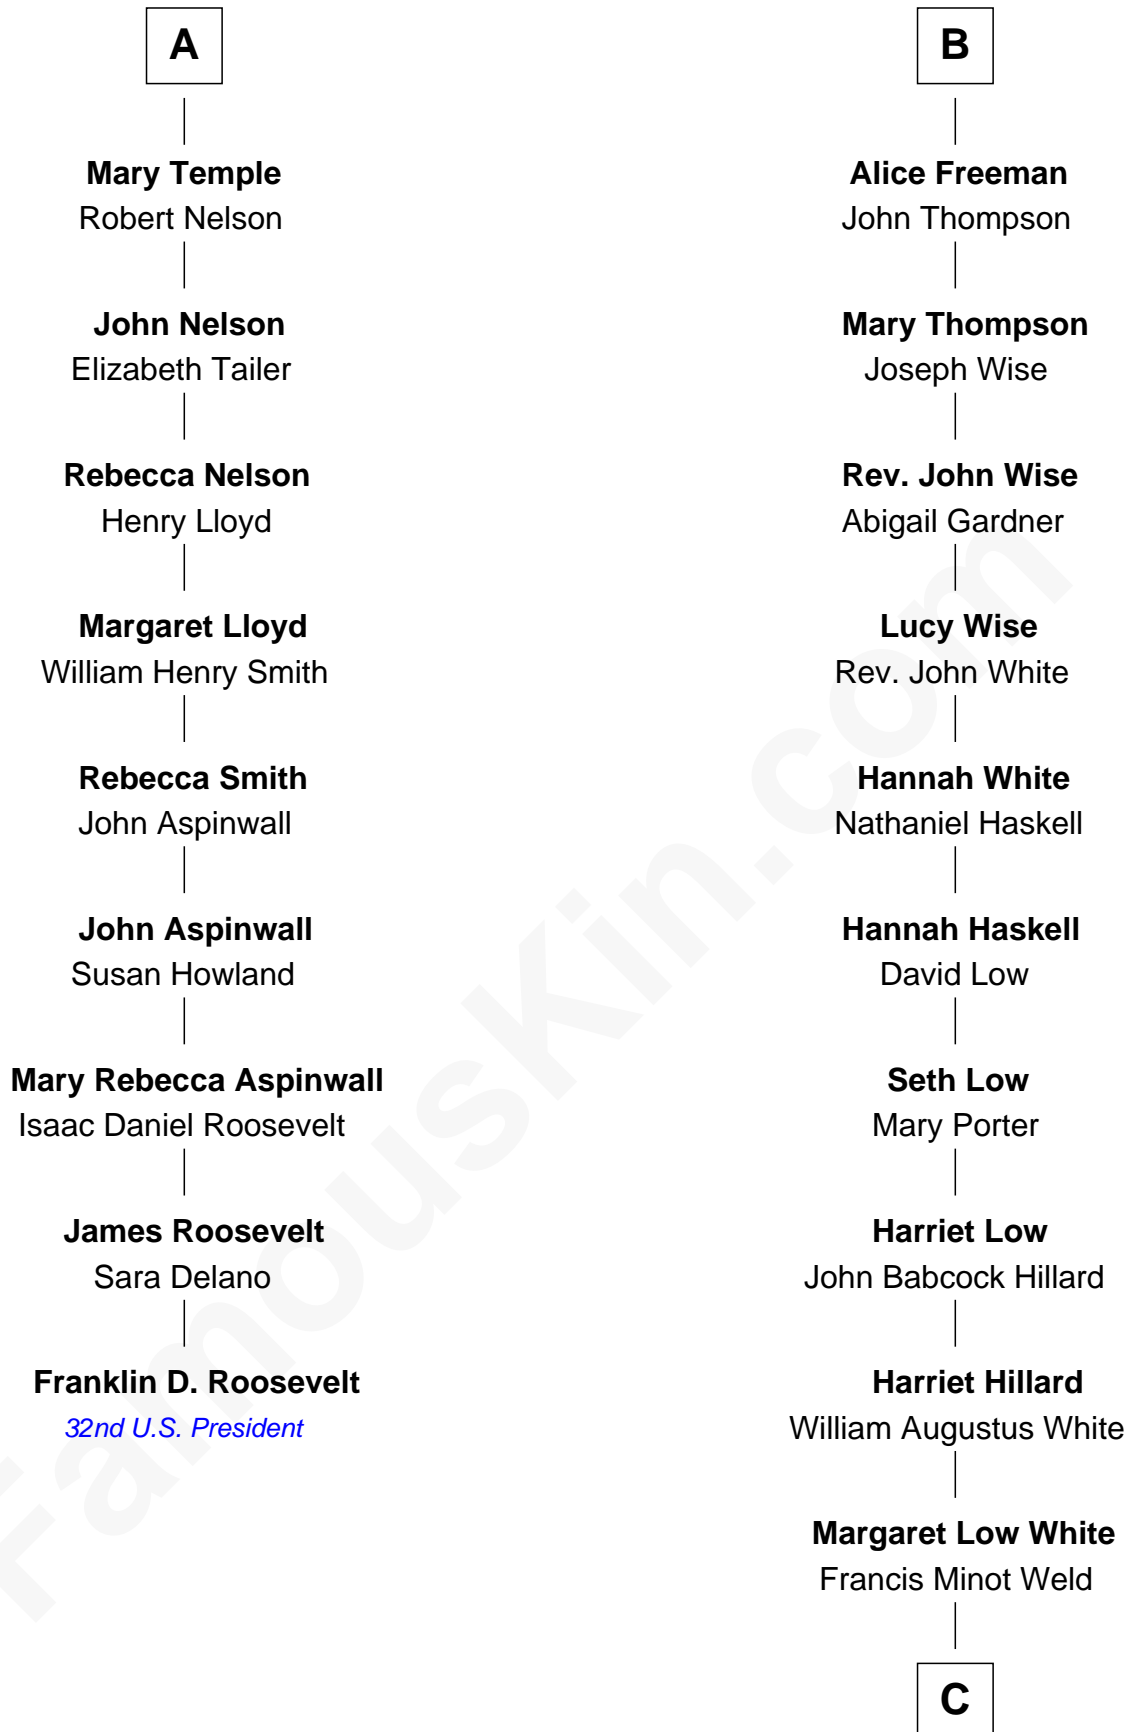 A
Mary Temple
Robert Nelson
John Nelson
Elizabeth Tailer
Rebecca Nelson
Henry Lloyd
Margaret Lloyd
William Henry Smith
Rebecca Smith
John Aspinwall
John Aspinwall
Susan Howland
Mary Rebecca Aspinwall
Isaac Daniel Roosevelt
James Roosevelt
Sara Delano
Franklin D. Roosevelt
32nd U.S. President
B
Alice Freeman
John Thompson
Mary Thompson
Joseph Wise
Rev. John Wise
Abigail Gardner
Lucy Wise
Rev. John White
Hannah White
Nathaniel Haskell
Hannah Haskell
David Low
Seth Low
Mary Porter
Harriet Low
John Babcock Hillard
Harriet Hillard
William Augustus White
Margaret Low White
Francis Minot Weld
C
FamousKin.com